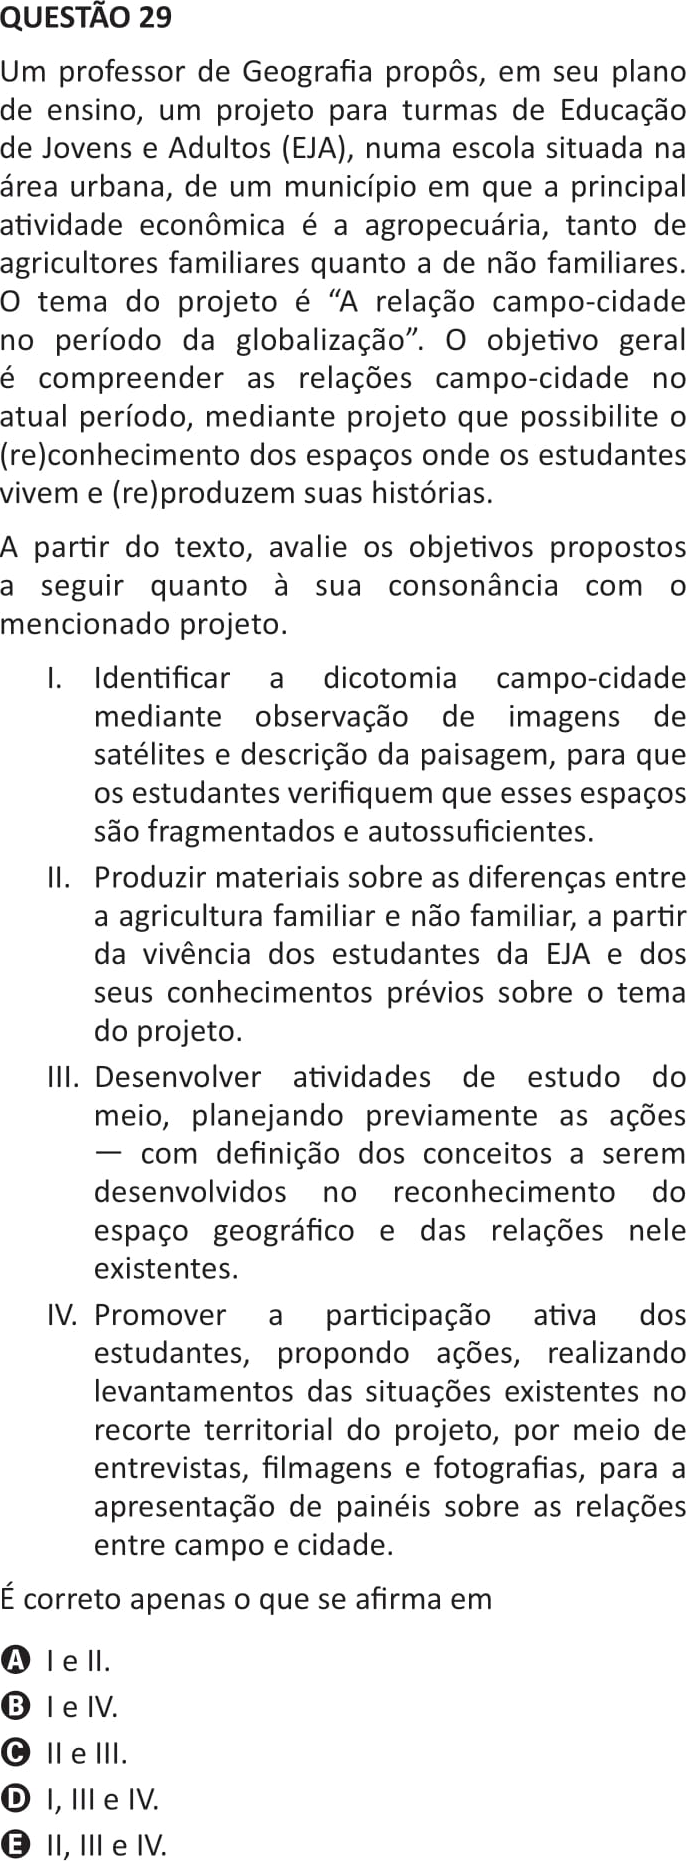 QUESTÃO 29
Um professor de Geografia propôs, em seu plano
de ensino, um projeto para turmas de Educação
de Jovens e Adultos (EJA), numa escola situada na
área urbana, de um município em que a principal
atividade econômica é a agropecuária, tanto de
agricultores familiares quanto a de não familiares.
O tema do projeto é “A relação campo-cidade
no período da globalização”. O objetivo geral
é compreender as relações campo-cidade no
atual período, mediante projeto que possibilite o
(re)conhecimento dos espaços onde os estudantes
vivem e (re)produzem suas histórias.
A partir do texto, avalie os objetivos propostos
a seguir quanto à sua consonância com o
mencionado projeto.
I. Identificar a dicotomia campo-cidade
mediante observação de imagens de
satélites e descrição da paisagem, para que
os estudantes verifiquem que esses espaços
são fragmentados e autossuficientes.
II. Produzir materiais sobre as diferenças entre
a agricultura familiar e não familiar, a partir
da vivência dos estudantes da EJA e dos
seus conhecimentos prévios sobre o tema
do projeto.
III. Desenvolver atividades de estudo do
meio, planejando previamente as ações
— com definição dos conceitos a serem
desenvolvidos no reconhecimento do
espaço geográfico e das relações nele
existentes.
IV. Promover a participação ativa dos
estudantes, propondo ações, realizando
levantamentos das situações existentes no
recorte territorial do projeto, por meio de
entrevistas, filmagens e fotografias, para a
apresentação de painéis sobre as relações
entre campo e cidade.
É correto apenas o que se afirma em
A I e II.
B I e IV.
C II e III.
D I, III e IV.
E II, III e IV.